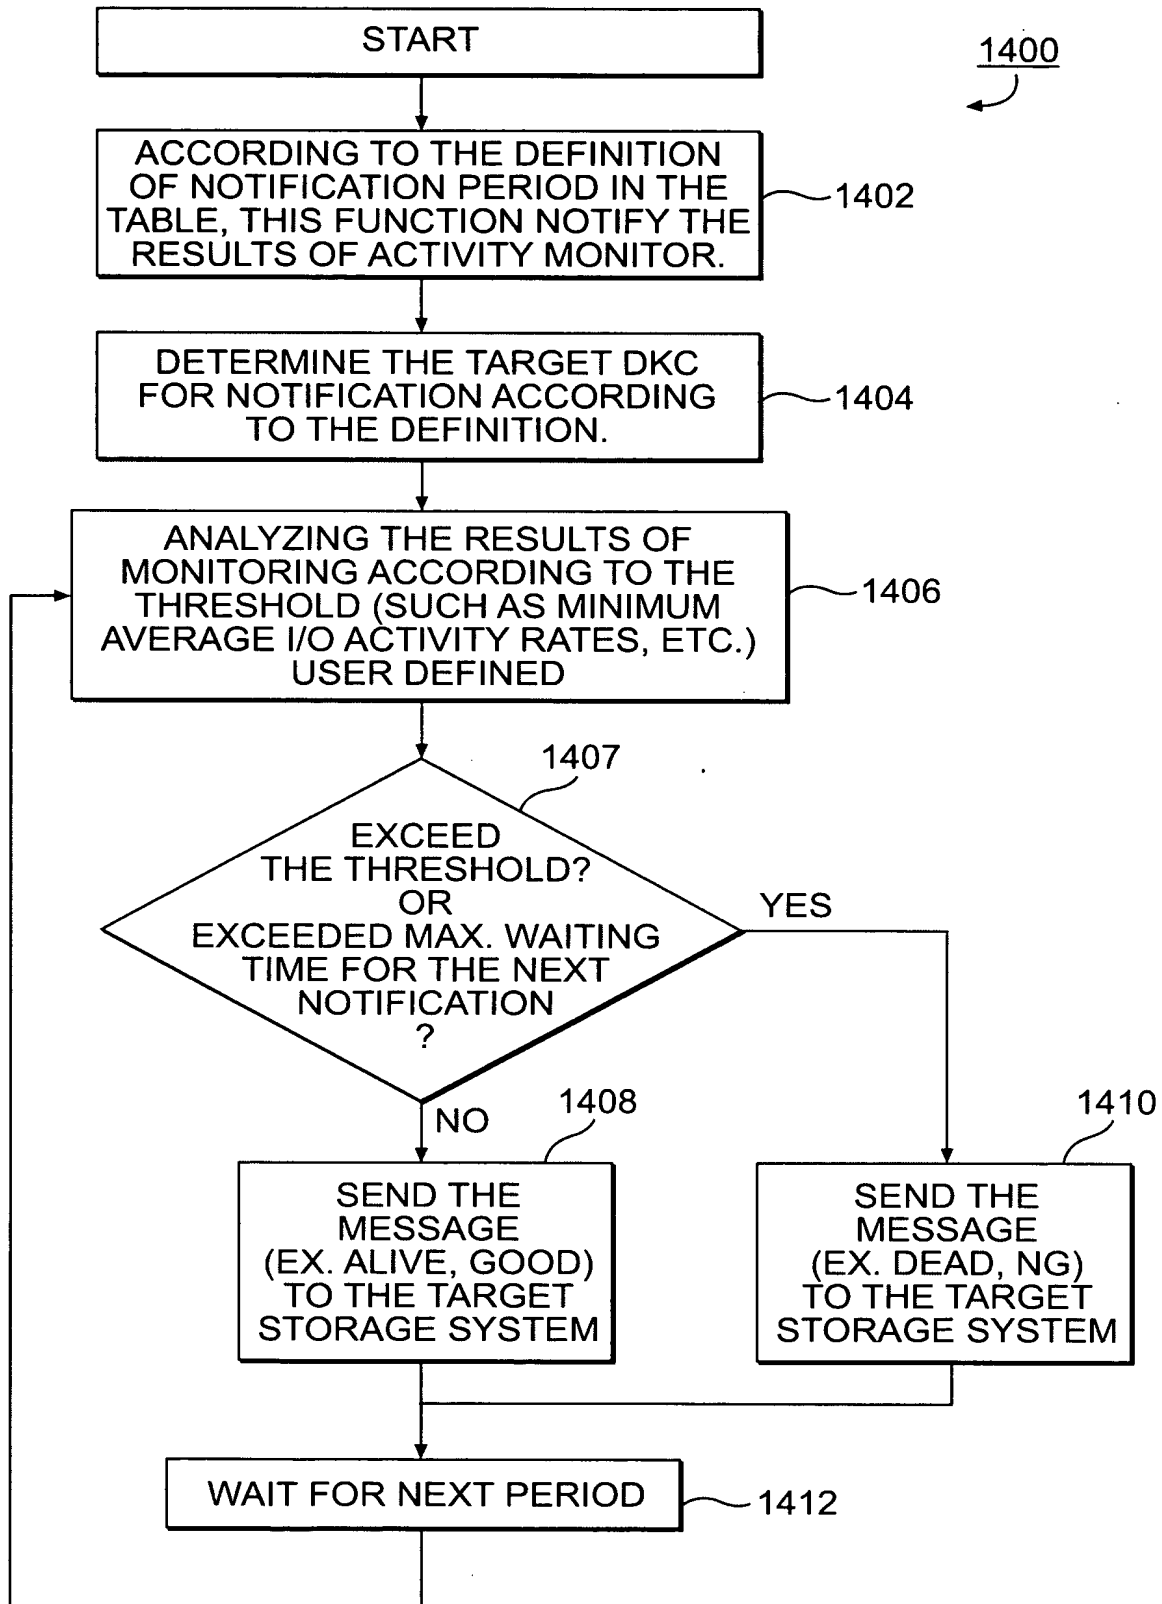 START
1400
ACCORDING TO THE DEFINITION
OF NOTIFICATION PERIOD IN THE
TABLE, THIS FUNCTION NOTIFY THE
RESULTS OF ACTIVITY MONITOR.
1402
DETERMINE THE TARGET DKC
FOR NOTIFICATION ACCORDING
TO THE DEFINITION.
1404
ANALYZING THE RESULTS OF
MONITORING ACCORDING TO THE
THRESHOLD (SUCH AS MINIMUM
AVERAGE I/O ACTIVITY RATES, ETC.)
USER DEFINED
1406
1407
EXCEED
THE THRESHOLD?
OR
EXCEEDED MAX. WAITING
TIME FOR THE NEXT
NOTIFICATION
?
YES
NO
1408
SEND THE
MESSAGE
(EX. ALIVE, GOOD)
TO THE TARGET
STORAGE SYSTEM
1410
SEND THE
MESSAGE
(EX. DEAD, NG)
TO THE TARGET
STORAGE SYSTEM
WAIT FOR NEXT PERIOD
1412